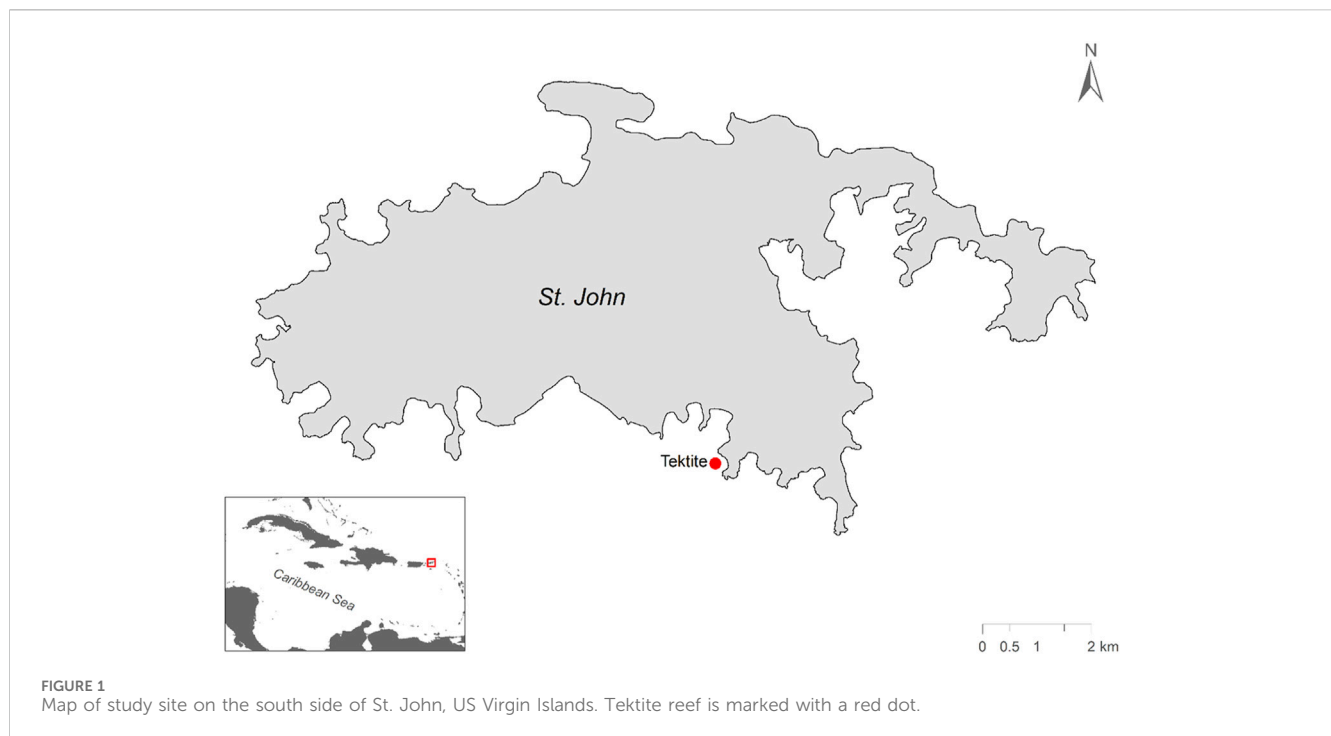 N
St. John
Tektite
Caribbean Sea
0 0.5 1 2 km
FIGURE 1
Map of study site on the south side of St. John, US Virgin Islands. Tektite reef is marked with a red dot.